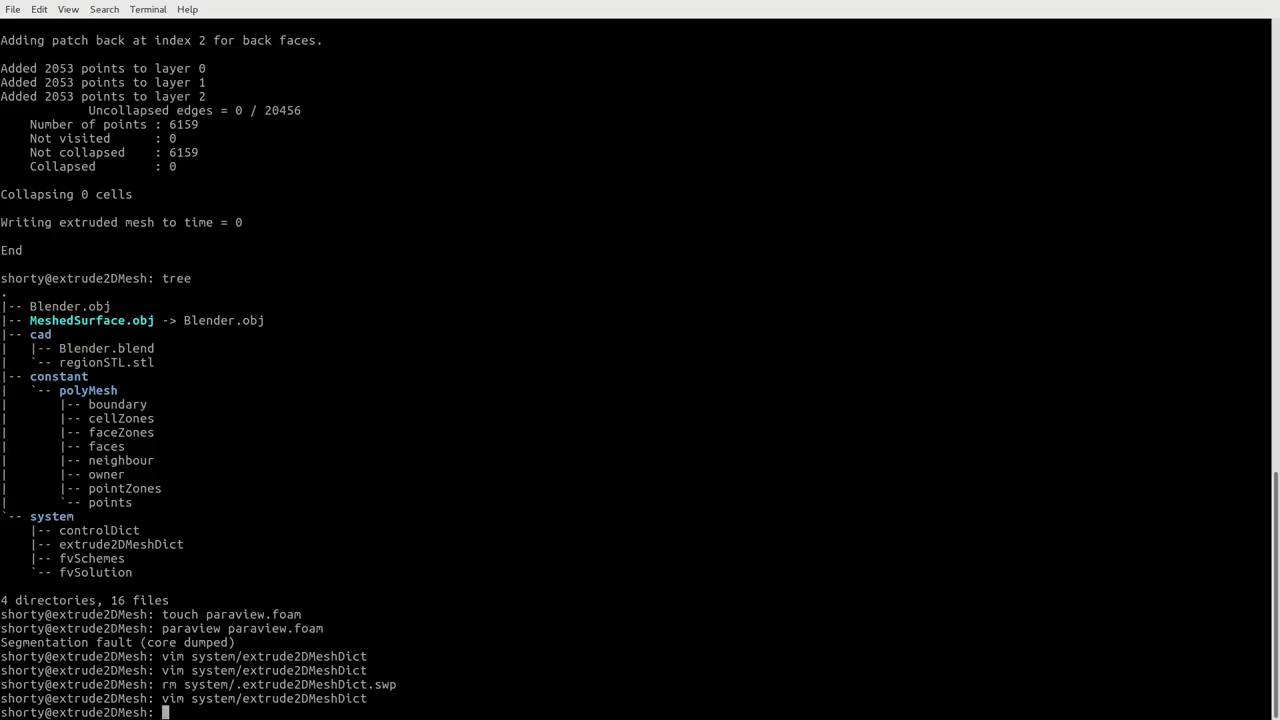 File Edit View Search Terminal Help
Adding patch back at index 2 for back faces.
Added 2053 points to layer 0
Added 2053 points to layer 1
Added 2053 points to layer 2
            Uncollapsed edges = 0 / 20456
    Number of points : 6159
    Not visited      : 0
    Not collapsed    : 6159
    Collapsed        : 0
Collapsing 0 cells
Writing extruded mesh to time = 0
End
shorty@extrude2DMesh: tree
.
|-- Blender.obj
|-- MeshedSurface.obj -> Blender.obj
|-- cad
|   |-- Blender.blend
|   `-- regionSTL.stl
|-- constant
|   `-- polyMesh
|       |-- boundary
|       |-- cellZones
|       |-- faceZones
|       |-- faces
|       |-- neighbour
|       |-- owner
|       |-- pointZones
|       `-- points
`-- system
    |-- controlDict
    |-- extrude2DMeshDict
    |-- fvSchemes
    `-- fvSolution
4 directories, 16 files
shorty@extrude2DMesh: touch paraview.foam
shorty@extrude2DMesh: paraview paraview.foam
Segmentation fault (core dumped)
shorty@extrude2DMesh: vim system/extrude2DMeshDict
shorty@extrude2DMesh: vim system/extrude2DMeshDict
shorty@extrude2DMesh: rm system/.extrude2DMeshDict.swp
shorty@extrude2DMesh: vim system/extrude2DMeshDict
shorty@extrude2DMesh: